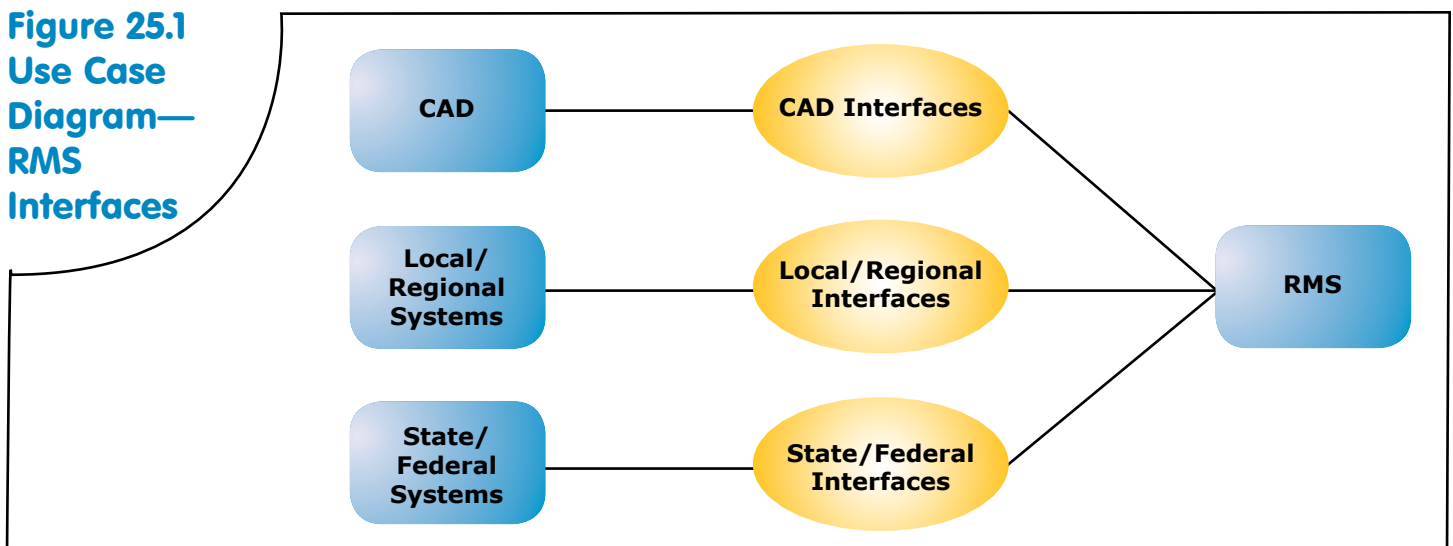 Figure 25.1
Use Case
Diagram—
RMS
Interfaces
CAD
CAD Interfaces
Local/
Regional
Systems
Local/Regional
Interfaces
RMS
State/
Federal
Systems
State/Federal
Interfaces